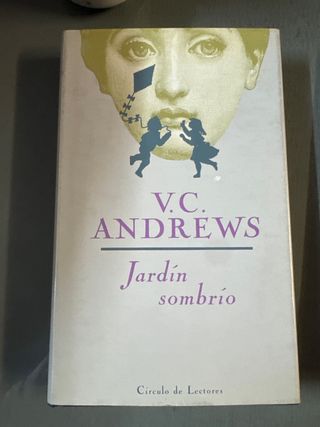 V.C.
ANDREWS
Jardín
sombrío
Círculo de Lectores